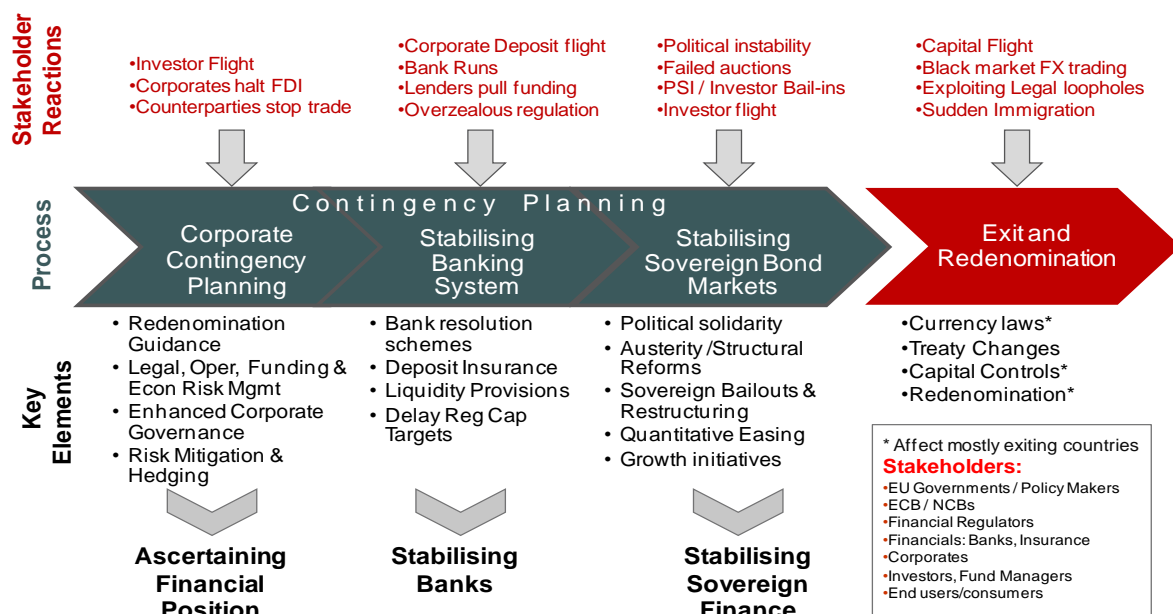 Stakeholder
Reactions
•Investor Flight
•Corporates halt FDI
•Counterparties stop trade
•Corporate Deposit flight
•Bank Runs
•Lenders pull funding
•Overzealous regulation
•Political instability
•Failed auctions
•PSI / Investor Bail-ins
•Investor flight
•Capital Flight
•Black market FX trading
•Exploiting Legal loopholes
•Sudden Immigration
Process
Contingency Planning
Corporate
Contingency
Planning
Stabilising
Banking
System
Stabilising
Sovereign Bond
Markets
Exit and
Redenomination
Key
Elements
• Redenomination
Guidance
• Legal, Oper, Funding &
Econ Risk Mgmt
• Enhanced Corporate
Governance
• Risk Mitigation &
Hedging
• Bank resolution
schemes
• Deposit Insurance
• Liquidity Provisions
• Delay Reg Cap
Targets
• Political solidarity
• Austerity /Structural
Reforms
• Sovereign Bailouts &
Restructuring
• Quantitative Easing
• Growth initiatives
•Currency laws*
•Treaty Changes
•Capital Controls*
•Redenomination*
* Affect mostly exiting countries
Stakeholders:
•EU Governments / Policy Makers
•ECB / NCBs
•Financial Regulators
•Financials: Banks, Insurance
•Corporates
•Investors, Fund Managers
•End users/consumers
Ascertaining
Financial
Position
Stabilising
Banks
Stabilising
Sovereign
Finance